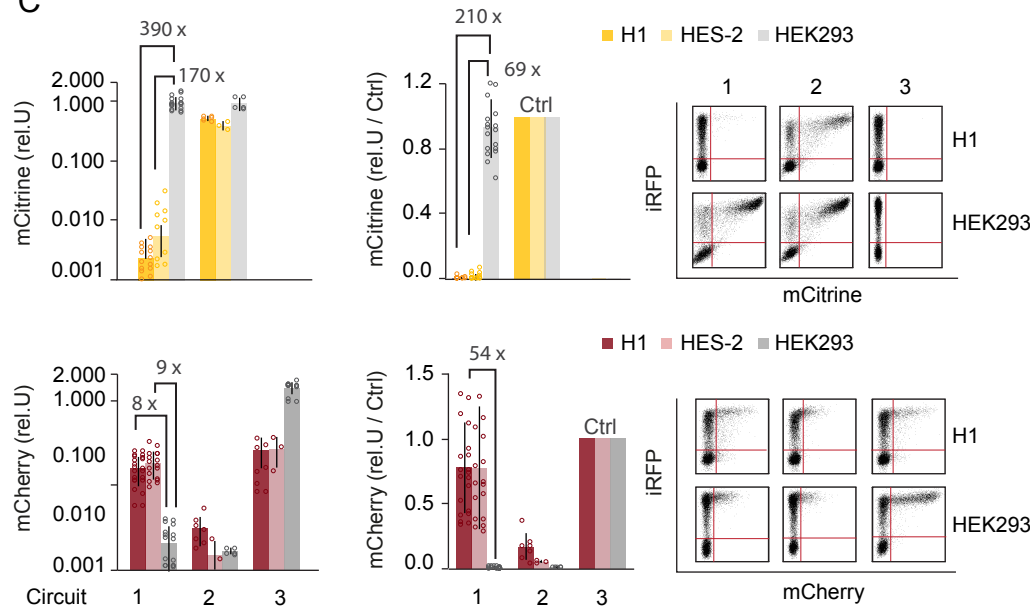 C
390 x
170 x
2.000
1.000
0.100
0.010
0.001
mCitrine (rel.U)
210 x
69 x
Ctrl
1.2
0.8
0.4
0.0
mCitrine (rel.U / Ctrl)
H1 HES-2 HEK293
1 2 3
H1
HEK293
iRFP
mCitrine
9 x
8 x
2.000
1.000
0.100
0.010
0.001
mCherry (rel.U)
54 x
Ctrl
1.5
1.0
0.5
0.0
mCherry (rel.U / Ctrl)
H1 HES-2 HEK293
H1
HEK293
iRFP
mCherry
Circuit 1 2 3
1 2 3